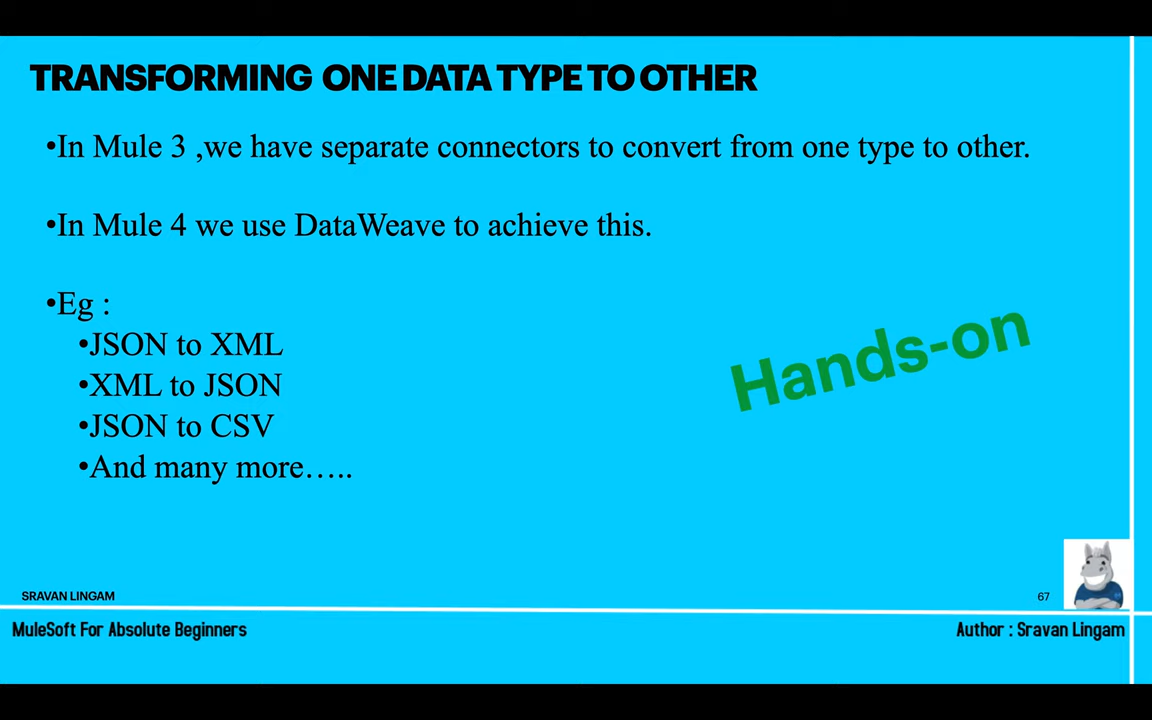 TRANSFORMING ONE DATA TYPE TO OTHER
•In Mule 3 ,we have separate connectors to convert from one type to other.
•In Mule 4 we use DataWeave to achieve this.
•Eg :
•JSON to XML
•XML to JSON
•JSON to CSV
•And many more…..
Hands-on
SRAVAN LINGAM
67
MuleSoft For Absolute Beginners
Author : Sravan Lingam